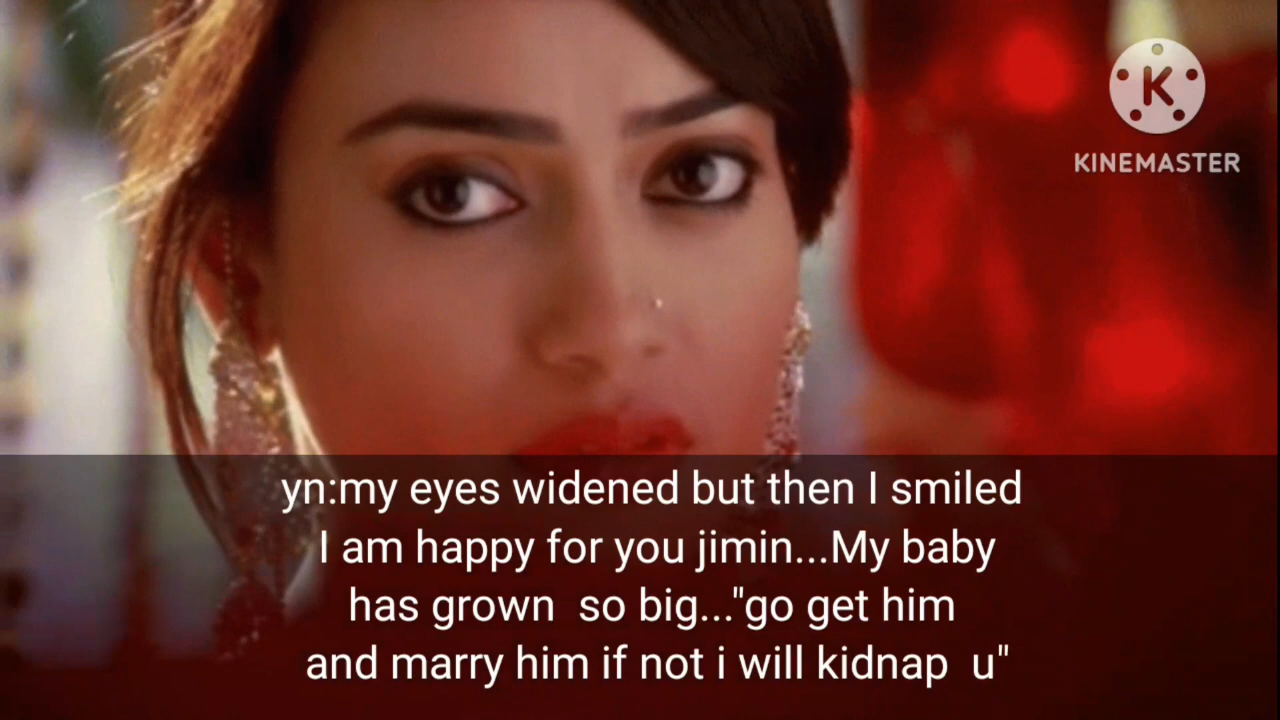 KINEMASTER
yn:my eyes widened but then I smiled
I am happy for you jimin...My baby
has grown  so big..."go get him
and marry him if not i will kidnap  u"